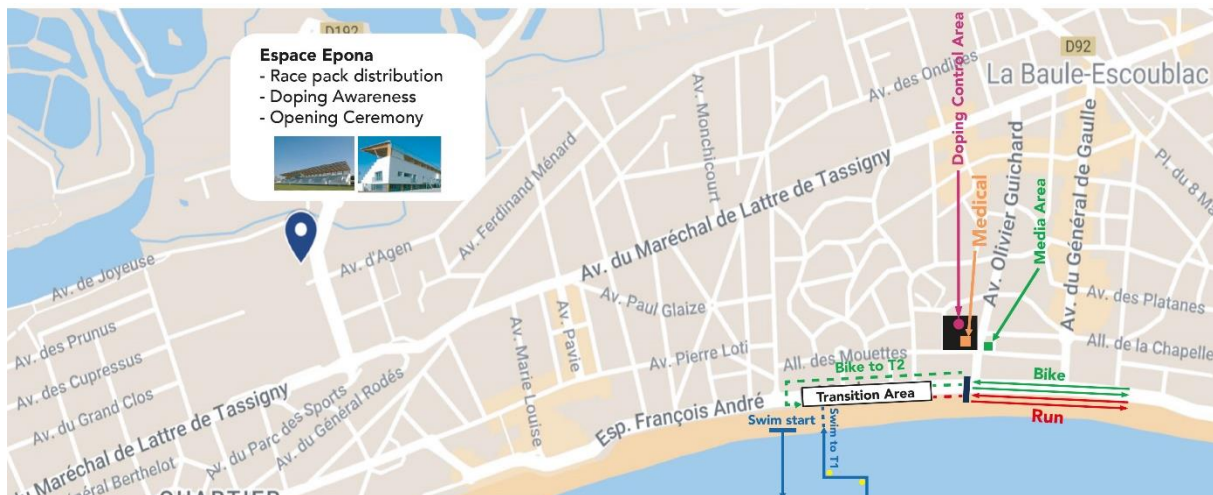 D192
Espace Epona
- Race pack distribution
- Doping Awareness
- Opening Ceremony
D92
La Baule-Escoublac
Av. des Ondines
Doping Control Area
Medical
Av. Olivier Guichard
Media Area
Av. du Général de Gaulle
Pl. du 8 Ma
Av. Monchicourt
Av. Ferdinand Ménard
Av. du Maréchal de Lattre de Tassigny
Av. d'Agen
Av. de Joyeuse
Av. des Prunus
Av. des Cupressus
Av. du Grand Clos
du Maréchal de Lattre de Tassigny
énéral Berthelot
Av. du Parc des Sports
Av. du Général Rodés
QUARTIER
Av. Marie Louise
Av. Pavie
Av. Paul Glaize
Av. Pierre Loti
Av. des Platanes
All. des Mouettes
All. de la Chapelle
Bike to T2
Bike
Transition Area
Esp. François André
Run
Swim start
Swim to T1